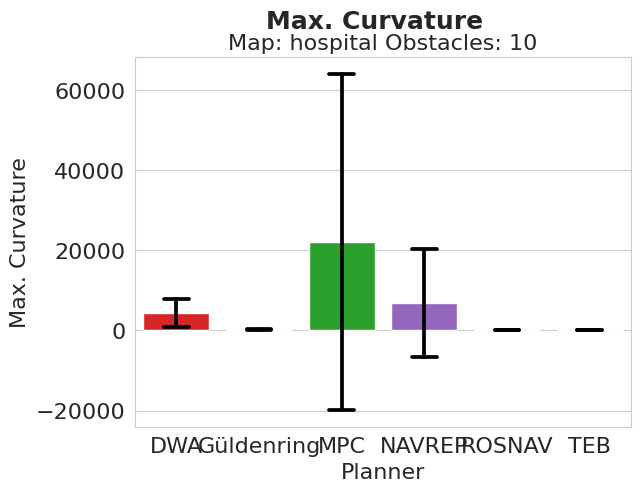 Max. Curvature
Map: hospital Obstacles: 10
Max. Curvature
60000
40000
20000
0
−20000
DWA Güldenring MPC NAVREP ROSNAV TEB
Planner